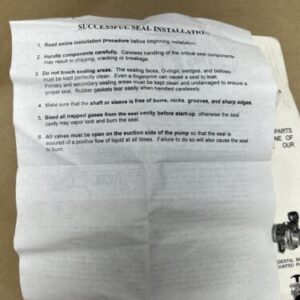 SUCCESSFUL SEAL INSTALLATION
1. Read entire installation procedure before beginning installation.
2. Handle components carefully. Careless handling of the critical seal components
may result in chipping, cracking or breakage.
3. Do not touch sealing areas. The sealing faces, O-rings, wedges, and bellows
must be kept perfectly clean. Even a fingerprint can cause a seal to leak.
Primary and secondary sealing areas must be kept clean and undamaged to ensure a
proper seal. Rubber gaskets tear easily when handled carelessly.
4. Make sure that the shaft or sleeve is free of burrs, nicks, grooves, and sharp edges.
5. Bleed all trapped gases from the seal cavity before start-up, otherwise the seal
cavity may vapor lock and burn the seal.
6. All valves must be open on the suction side of the pump so that the seal is
assured of a positive flow of liquid at all times. Failure to do so will also cause the seal
to burn.
PARTS
NE OF
OUR